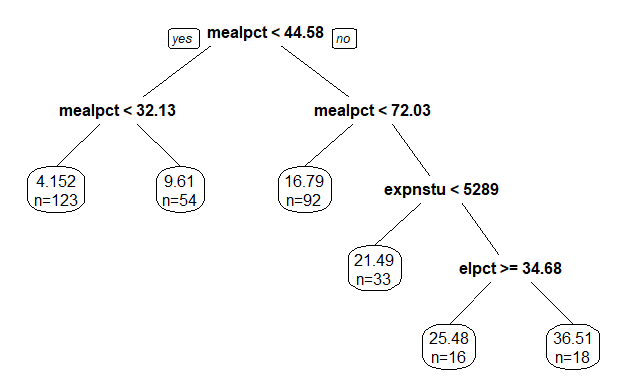 yes mealpct < 44.58 no
mealpct < 32.13
mealpct < 72.03
4.152
n=123
9.61
n=54
16.79
n=92
expnstu < 5289
21.49
n=33
elpct >= 34.68
25.48
n=16
36.51
n=18